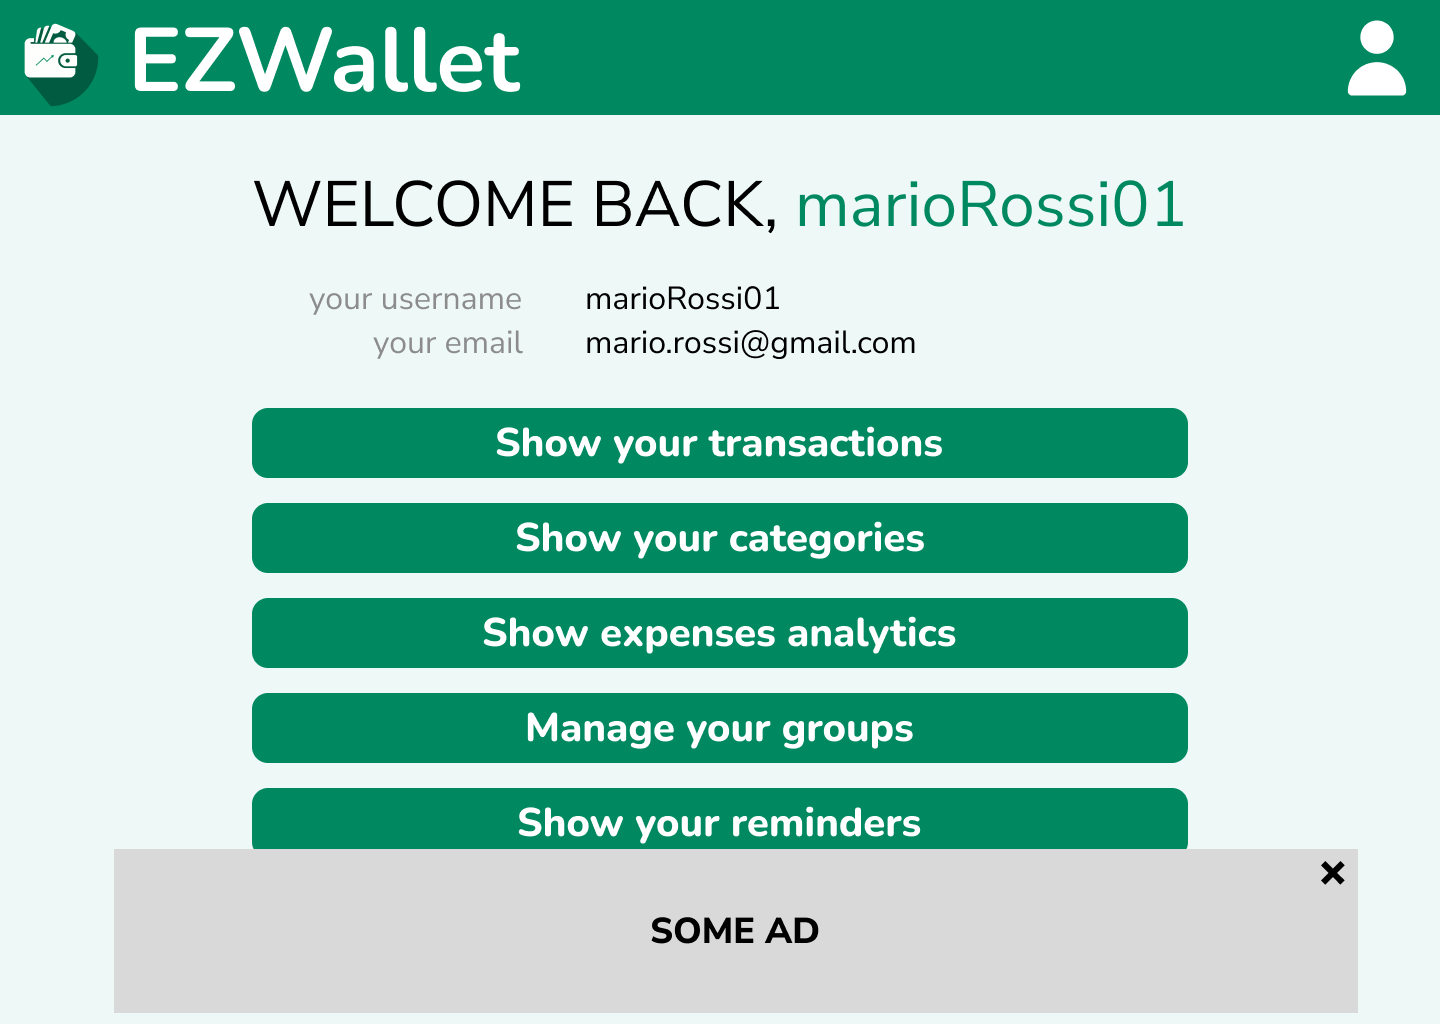 EZWallet
WELCOME BACK, marioRossi01
your username marioRossi01
your email mario.rossi@gmail.com
Show your transactions
Show your categories
Show expenses analytics
Manage your groups
Show your reminders
SOME AD